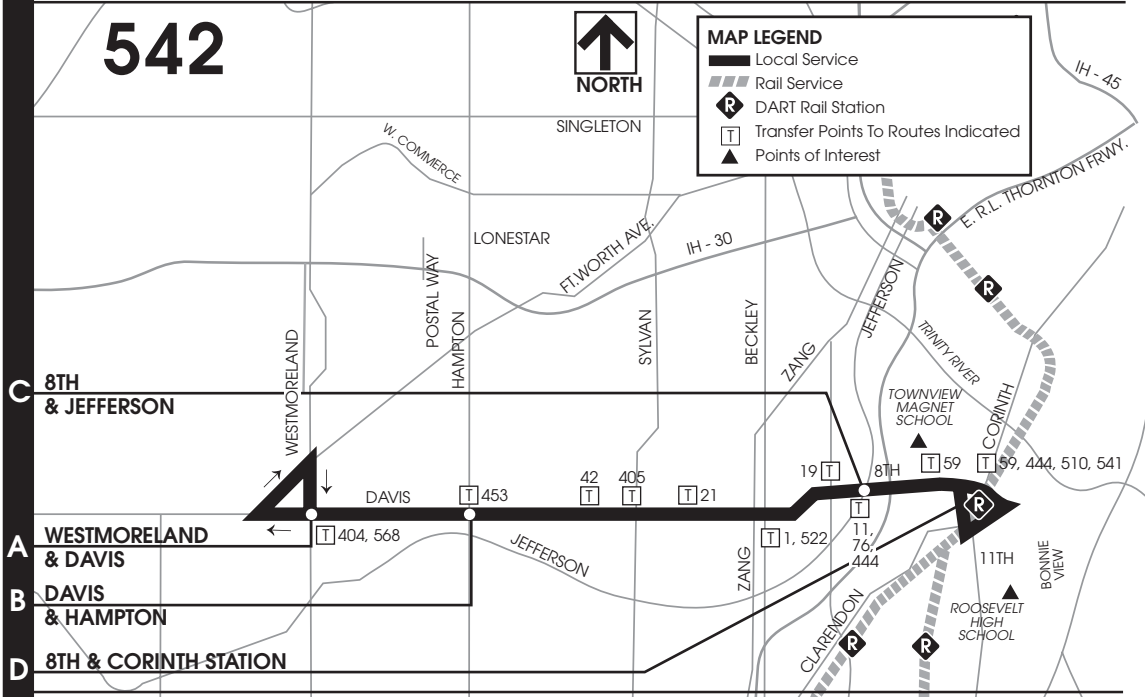 542
NORTH
MAP LEGEND
Local Service
Rail Service
R DART Rail Station
T Transfer Points To Routes Indicated
Points of Interest
IH - 45
SINGLETON
W. COMMERCE
E. R.L. THORNTON FRWY.
R
LONESTAR
FT.WORTH AVE.
IH - 30
POSTAL WAY
HAMPTON
WESTMORELAND
SYLVAN
BECKLEY
ZANG
JEFFERSON
R
TRINITY RIVER
CORINTH
C
8TH
& JEFFERSON
TOWNVIEW
MAGNET
SCHOOL
DAVIS
T 453
42
T
405
T
T 21
19 T
8TH
T 59
T 59, 444, 510, 541
R
T 404, 568
JEFFERSON
T 1, 522
T
11,
76,
444
ZANG
11TH
BONNIE
VIEW
A
WESTMORELAND
& DAVIS
B
DAVIS
& HAMPTON
CLARENDON
ROOSEVELT
HIGH
SCHOOL
R
R
D
8TH & CORINTH STATION